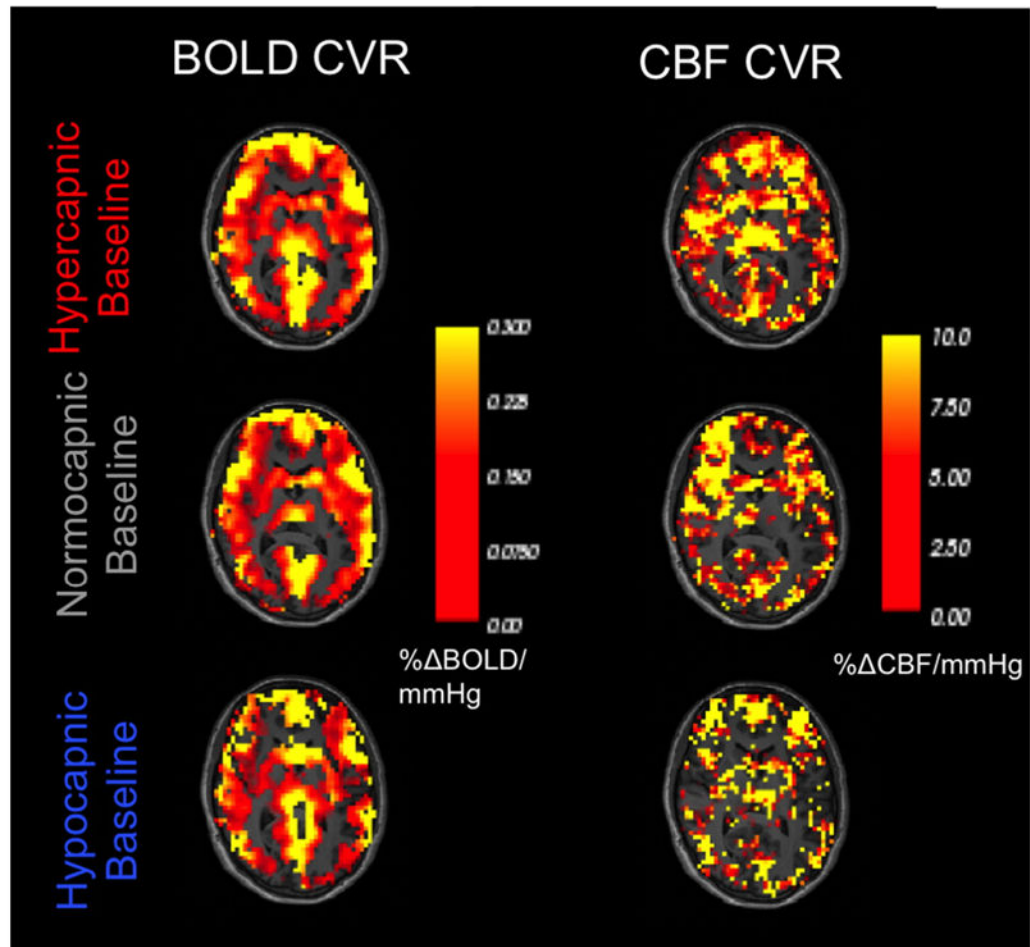 BOLD CVR
CBF CVR
Hypercapnic
Baseline
Normocapnic
Baseline
Hypocapnic
Baseline
0.300
0.225
0.150
0.0750
0.00
%ΔBOLD/
mmHg
10.0
7.50
5.00
2.50
0.00
%ΔCBF/mmHg